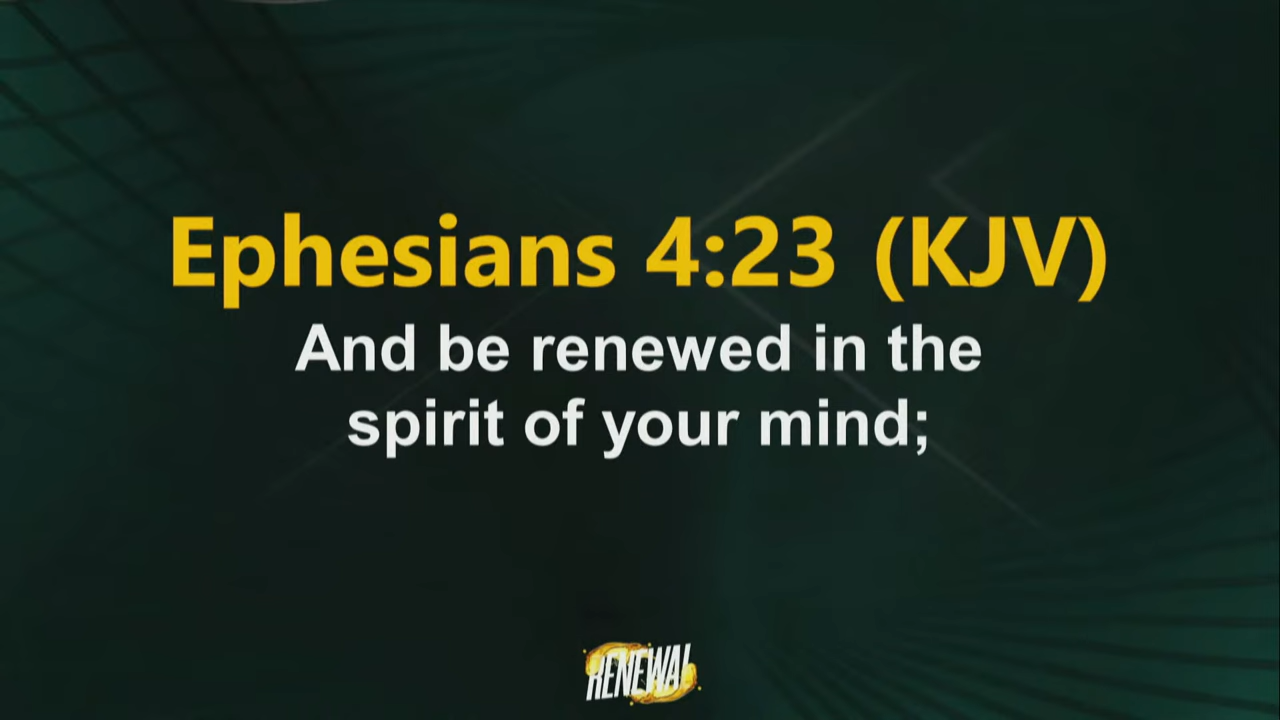 Ephesians 4:23 (KJV)
And be renewed in the
spirit of your mind;
RENEWAL